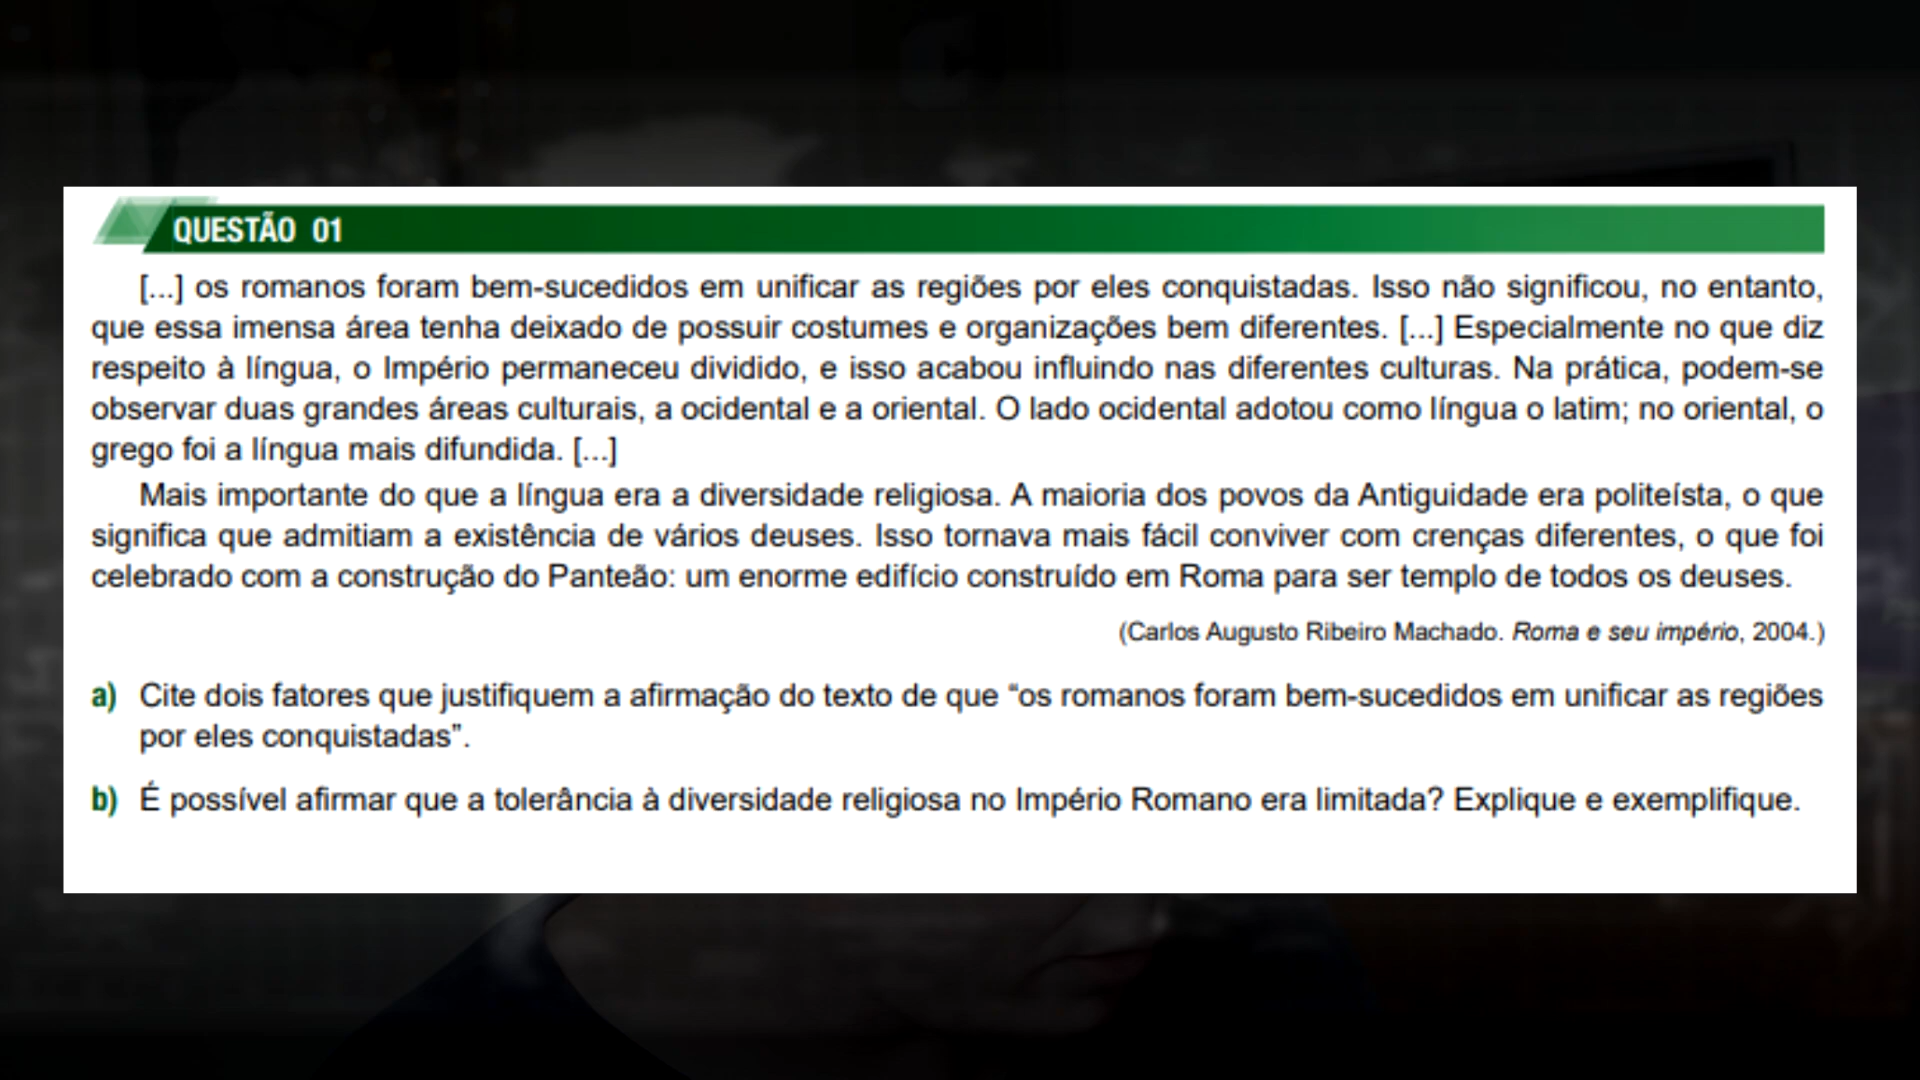 QUESTÃO 01
[...] os romanos foram bem-sucedidos em unificar as regiões por eles conquistadas. Isso não significou, no entanto,
que essa imensa área tenha deixado de possuir costumes e organizações bem diferentes. [...] Especialmente no que diz
respeito à língua, o Império permaneceu dividido, e isso acabou influindo nas diferentes culturas. Na prática, podem-se
observar duas grandes áreas culturais, a ocidental e a oriental. O lado ocidental adotou como língua o latim; no oriental, o
grego foi a língua mais difundida. [...]
Mais importante do que a língua era a diversidade religiosa. A maioria dos povos da Antiguidade era politeísta, o que
significa que admitiam a existência de vários deuses. Isso tornava mais fácil conviver com crenças diferentes, o que foi
celebrado com a construção do Panteão: um enorme edifício construído em Roma para ser templo de todos os deuses.
(Carlos Augusto Ribeiro Machado. Roma e seu império, 2004.)
a) Cite dois fatores que justifiquem a afirmação do texto de que “os romanos foram bem-sucedidos em unificar as regiões
por eles conquistadas”.
b) É possível afirmar que a tolerância à diversidade religiosa no Império Romano era limitada? Explique e exemplifique.